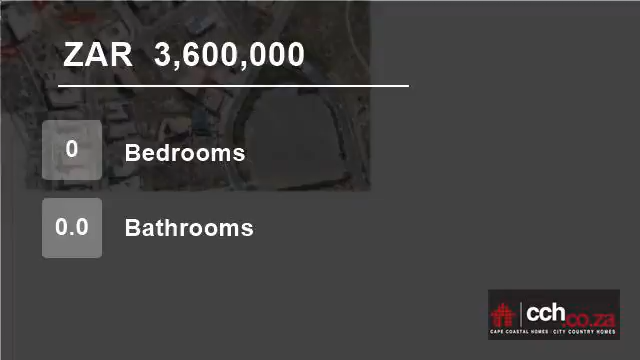 ZAR 3,600,000
0 Bedrooms
0.0 Bathrooms
cch.co.za
CAPE COASTAL HOMES · CITY COUNTRY HOMES